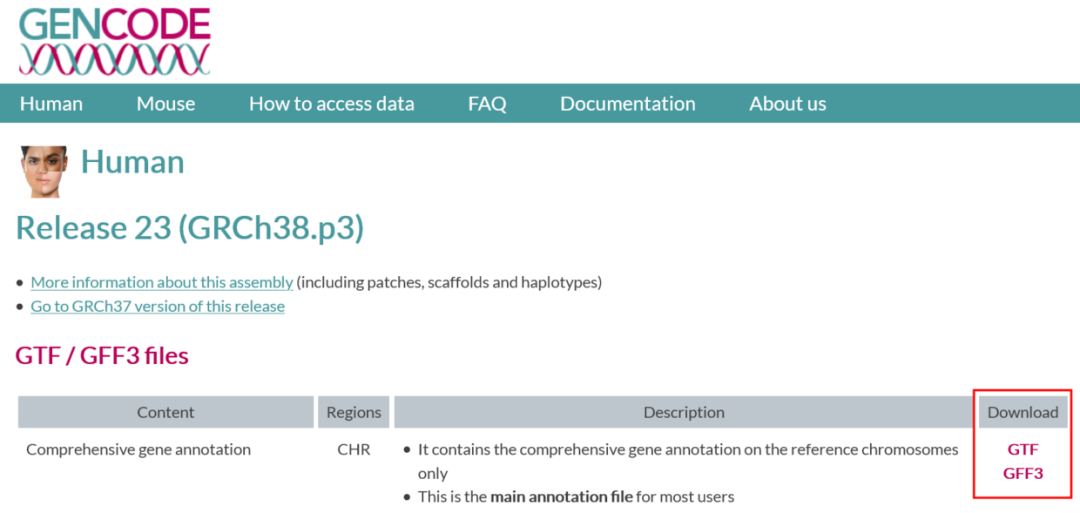 GENCODE
Human Mouse How to access data FAQ Documentation About us
Human
Release 23 (GRCh38.p3)
• More information about this assembly (including patches, scaffolds and haplotypes)
• Go to GRCh37 version of this release
GTF / GFF3 files
Content Regions Description Download
Comprehensive gene annotation CHR • It contains the comprehensive gene annotation on the reference chromosomes GTF
only GFF3
• This is the main annotation file for most users